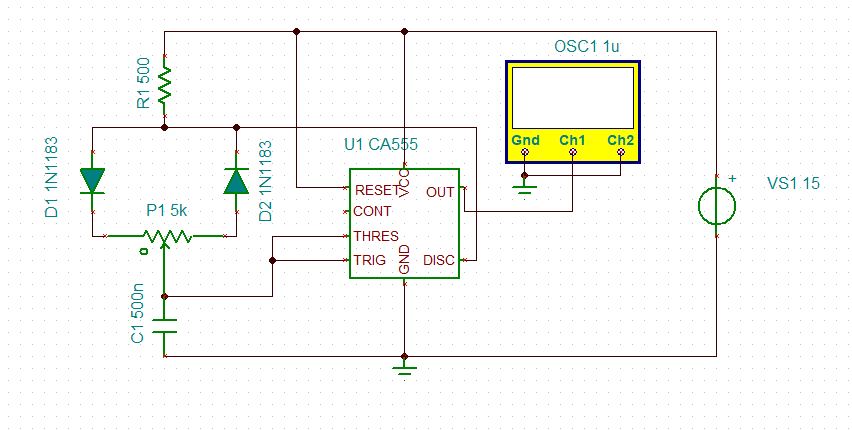 OSC1 1u
R1 500
Gnd Ch1 Ch2
U1 CA555
D1 1N1183
D2 1N1183
VCC
RESET
OUT
+
VS1 15
P1 5k
CONT
THRES
TRIG
GND
DISC
C1 500n